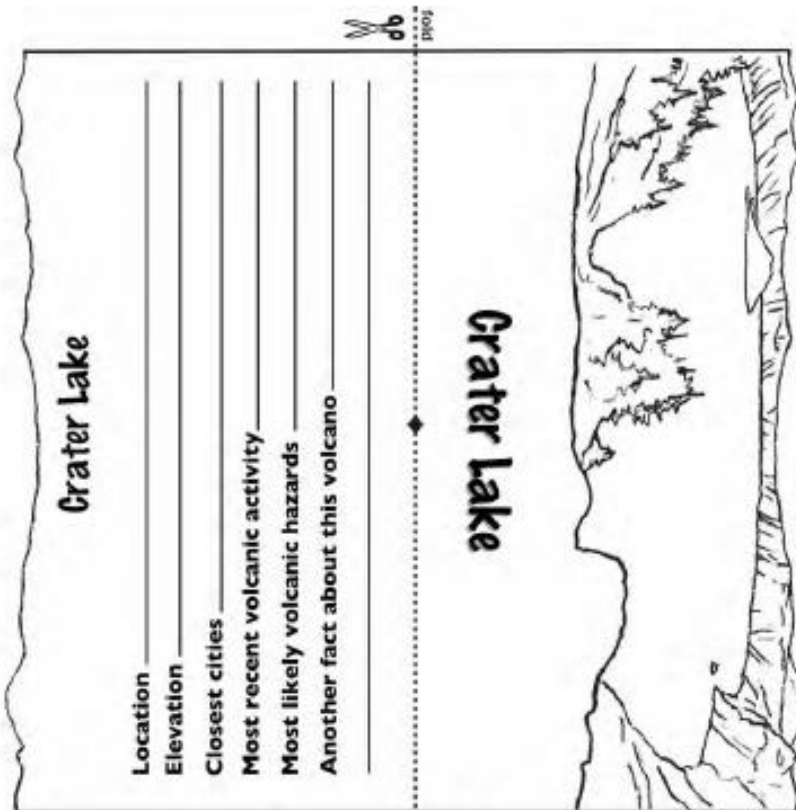 fold
Crater Lake
Crater Lake
Location
Elevation
Closest cities
Most recent volcanic activity
Most likely volcanic hazards
Another fact about this volcano